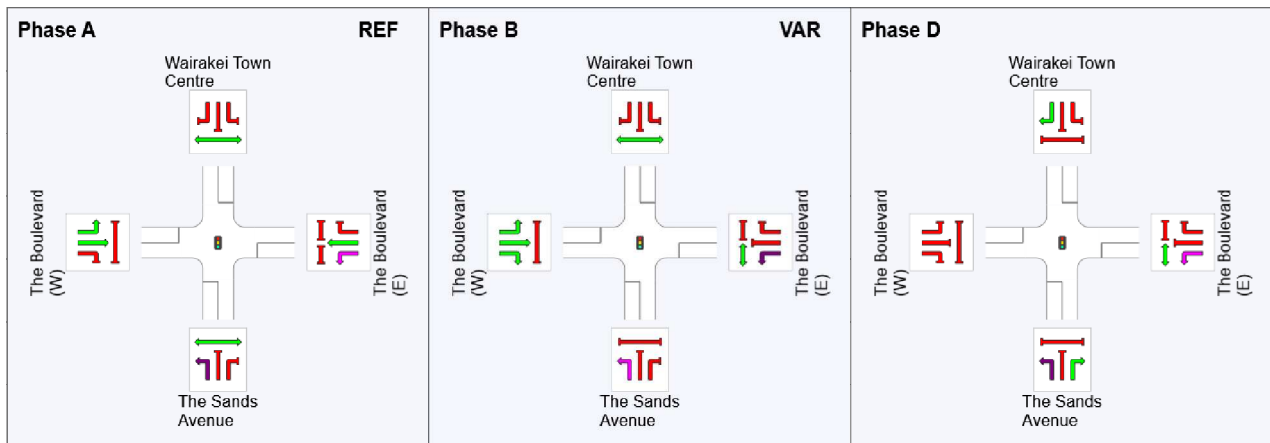 Phase A
REF
Wairakei Town
Centre
The Boulevard
(W)
The Boulevard
(E)
The Sands
Avenue
Phase B
VAR
Wairakei Town
Centre
The Boulevard
(W)
The Boulevard
(E)
The Sands
Avenue
Phase D
Wairakei Town
Centre
The Boulevard
(W)
The Boulevard
(E)
The Sands
Avenue